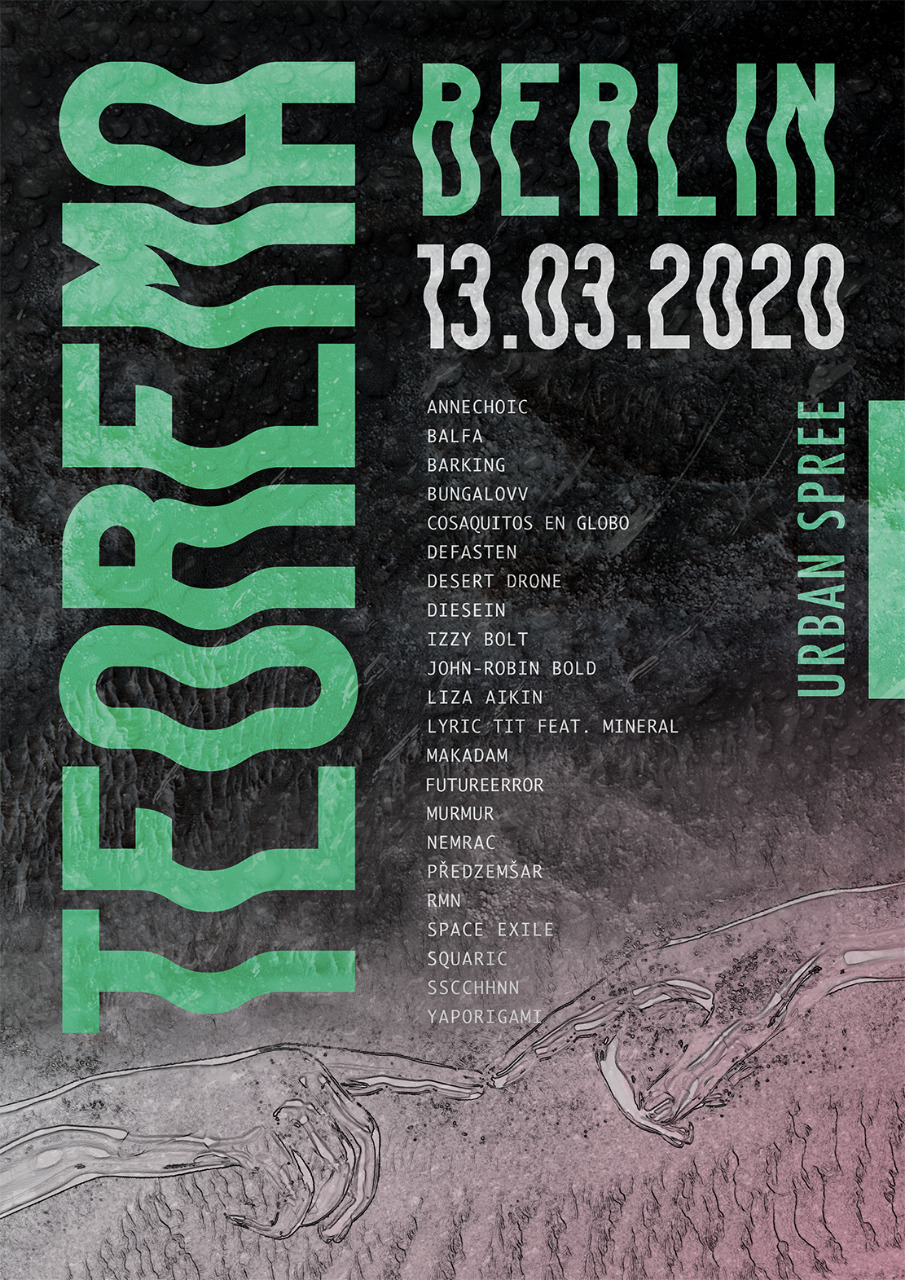 TEOREMA
BERLIN
13.03.2020
ANNECHOIC
BALFA
BARKING
BUNGALOVV
COSAQUITOS EN GLOBO
DEFASTEN
DESERT DRONE
DIESEIN
IZZY BOLT
JOHN-ROBIN BOLD
LIZA AIKIN
LYRIC TIT FEAT. MINERAL
MAKADAM
FUTUREERROR
MURMUR
NEMRAC
PŘEDZEMŠAR
RMN
SPACE EXILE
SQUARIC
SSCCHHNN
YAPORIGAMI
URBAN SPREE